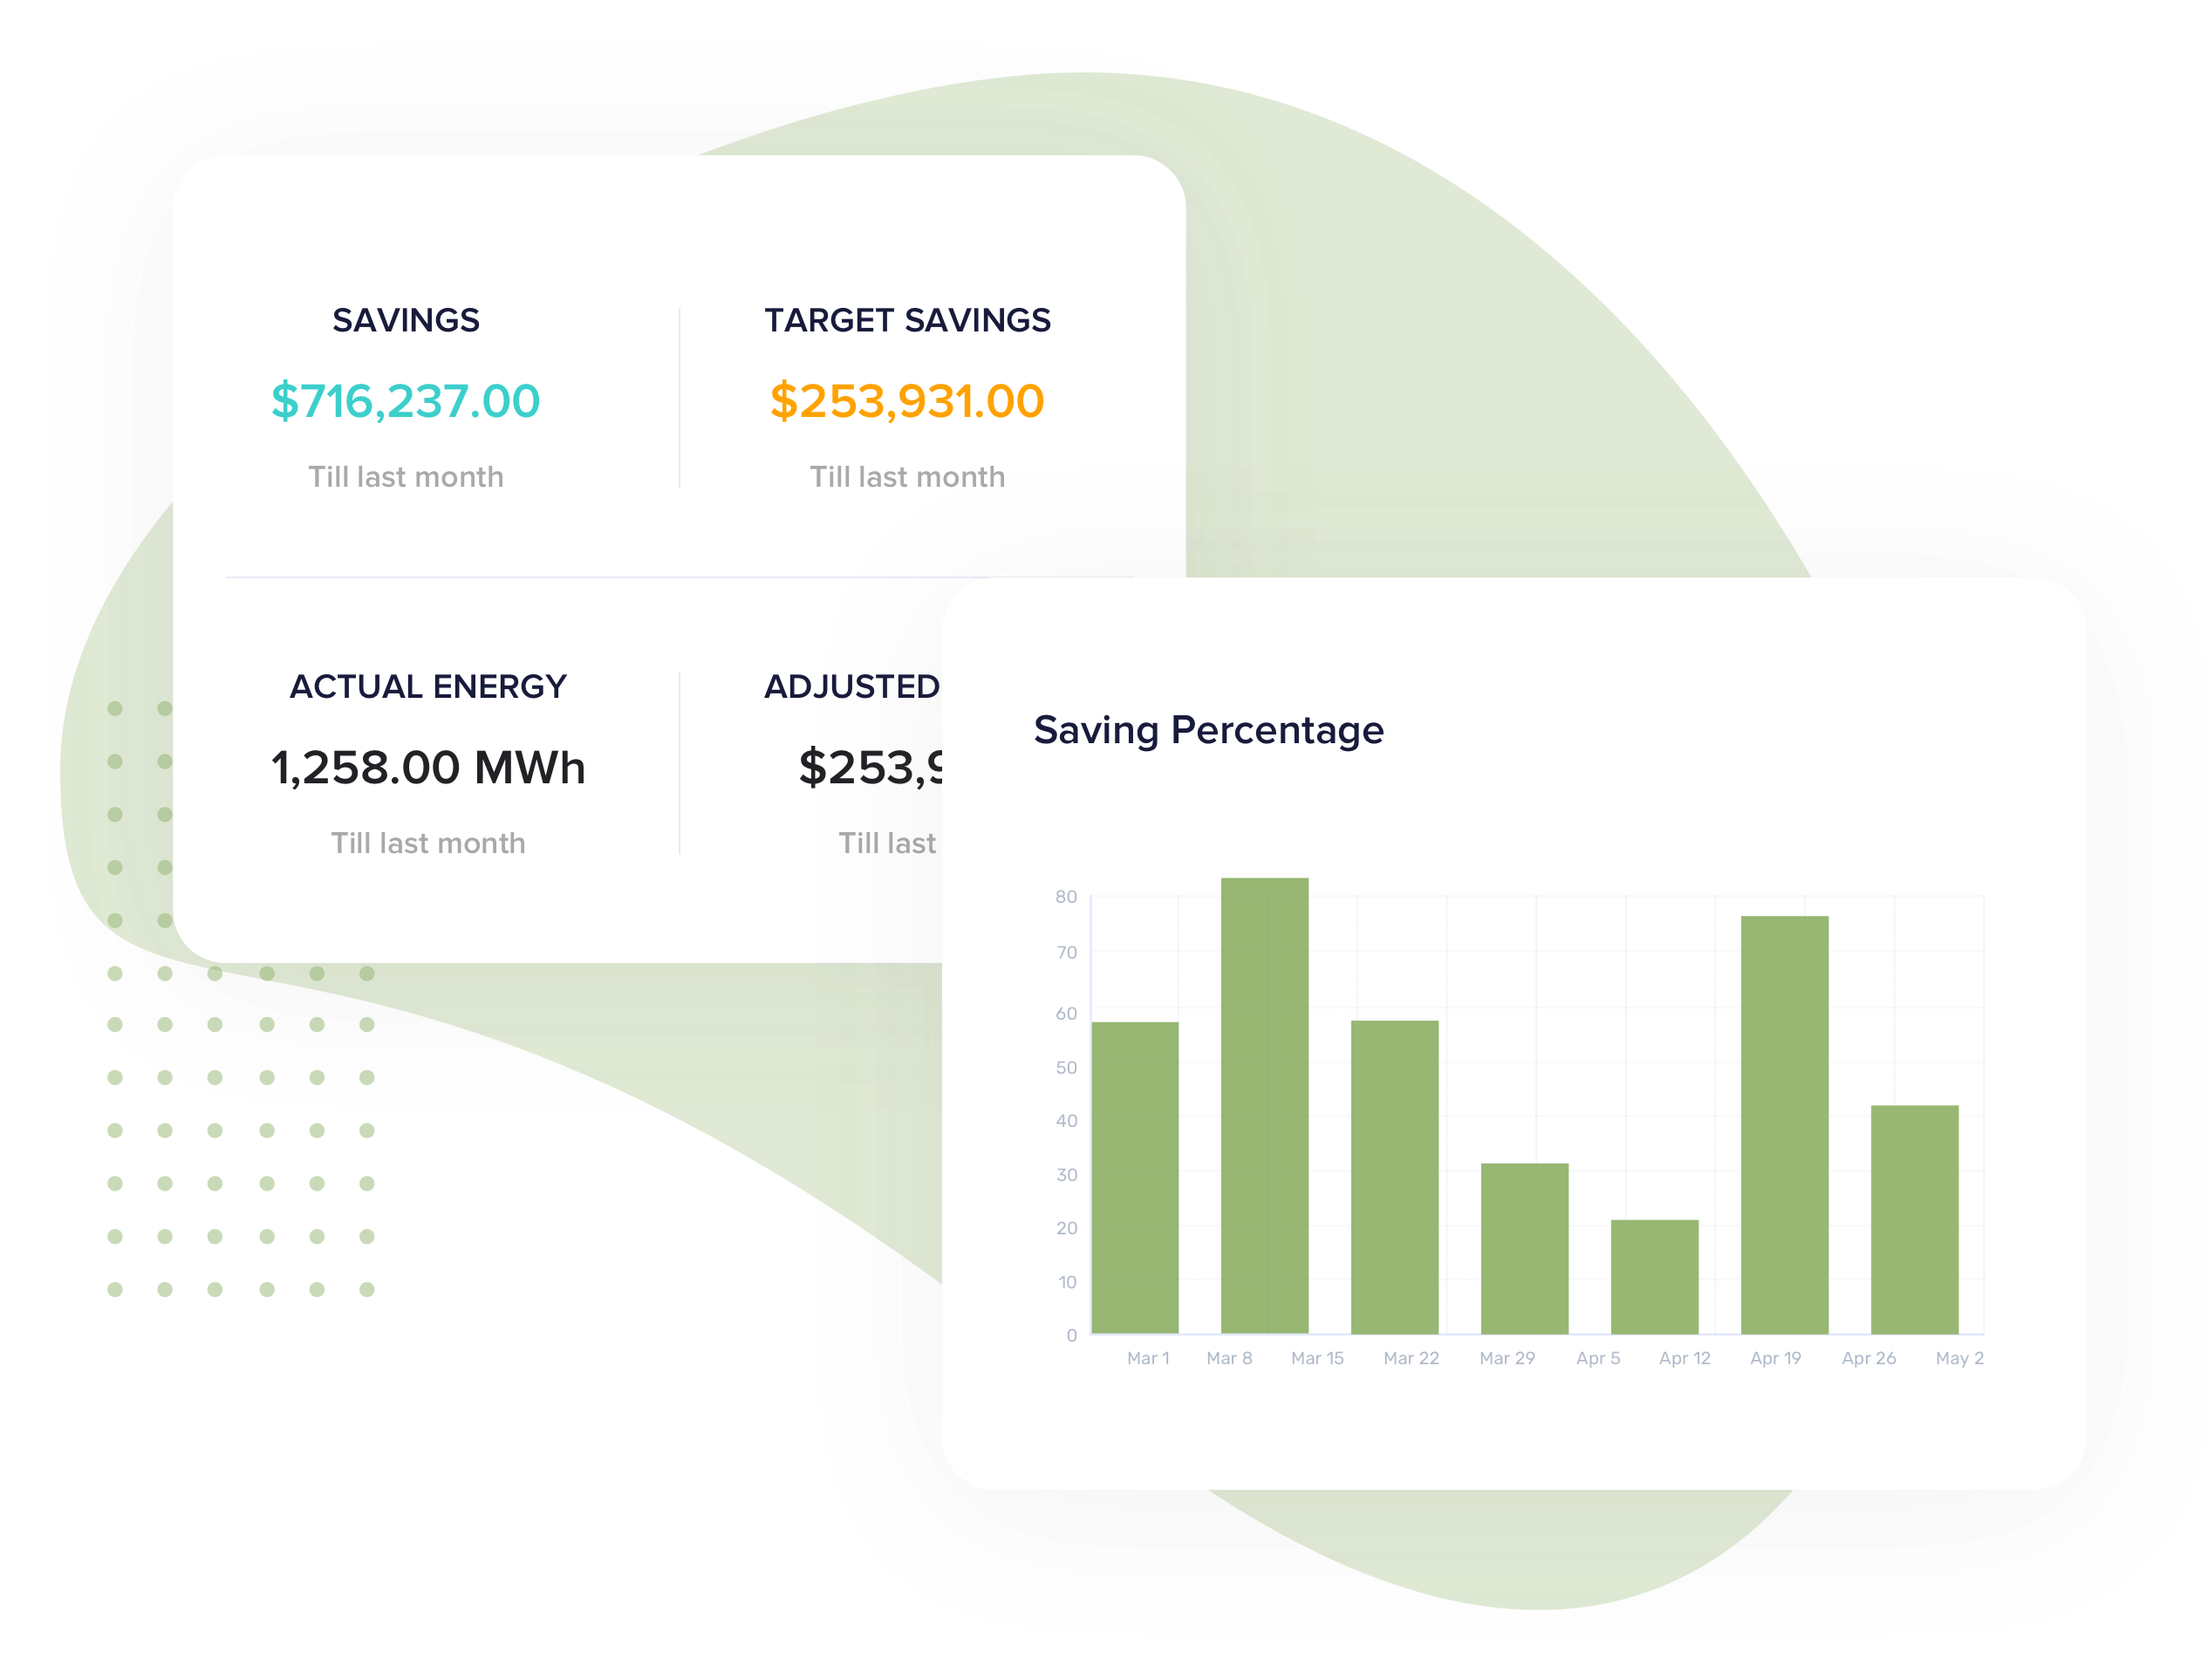 SAVINGS
$716,237.00
Till last month
TARGET SAVINGS
$253,931.00
Till last month
ACTUAL ENERGY
1,258.00 MWh
Till last month
ADJUSTED
$253,
Till last
Saving Percentage
80
70
60
50
40
30
20
10
0
Mar 1 Mar 8 Mar 15 Mar 22 Mar 29 Apr 5 Apr 12 Apr 19 Apr 26 May 2